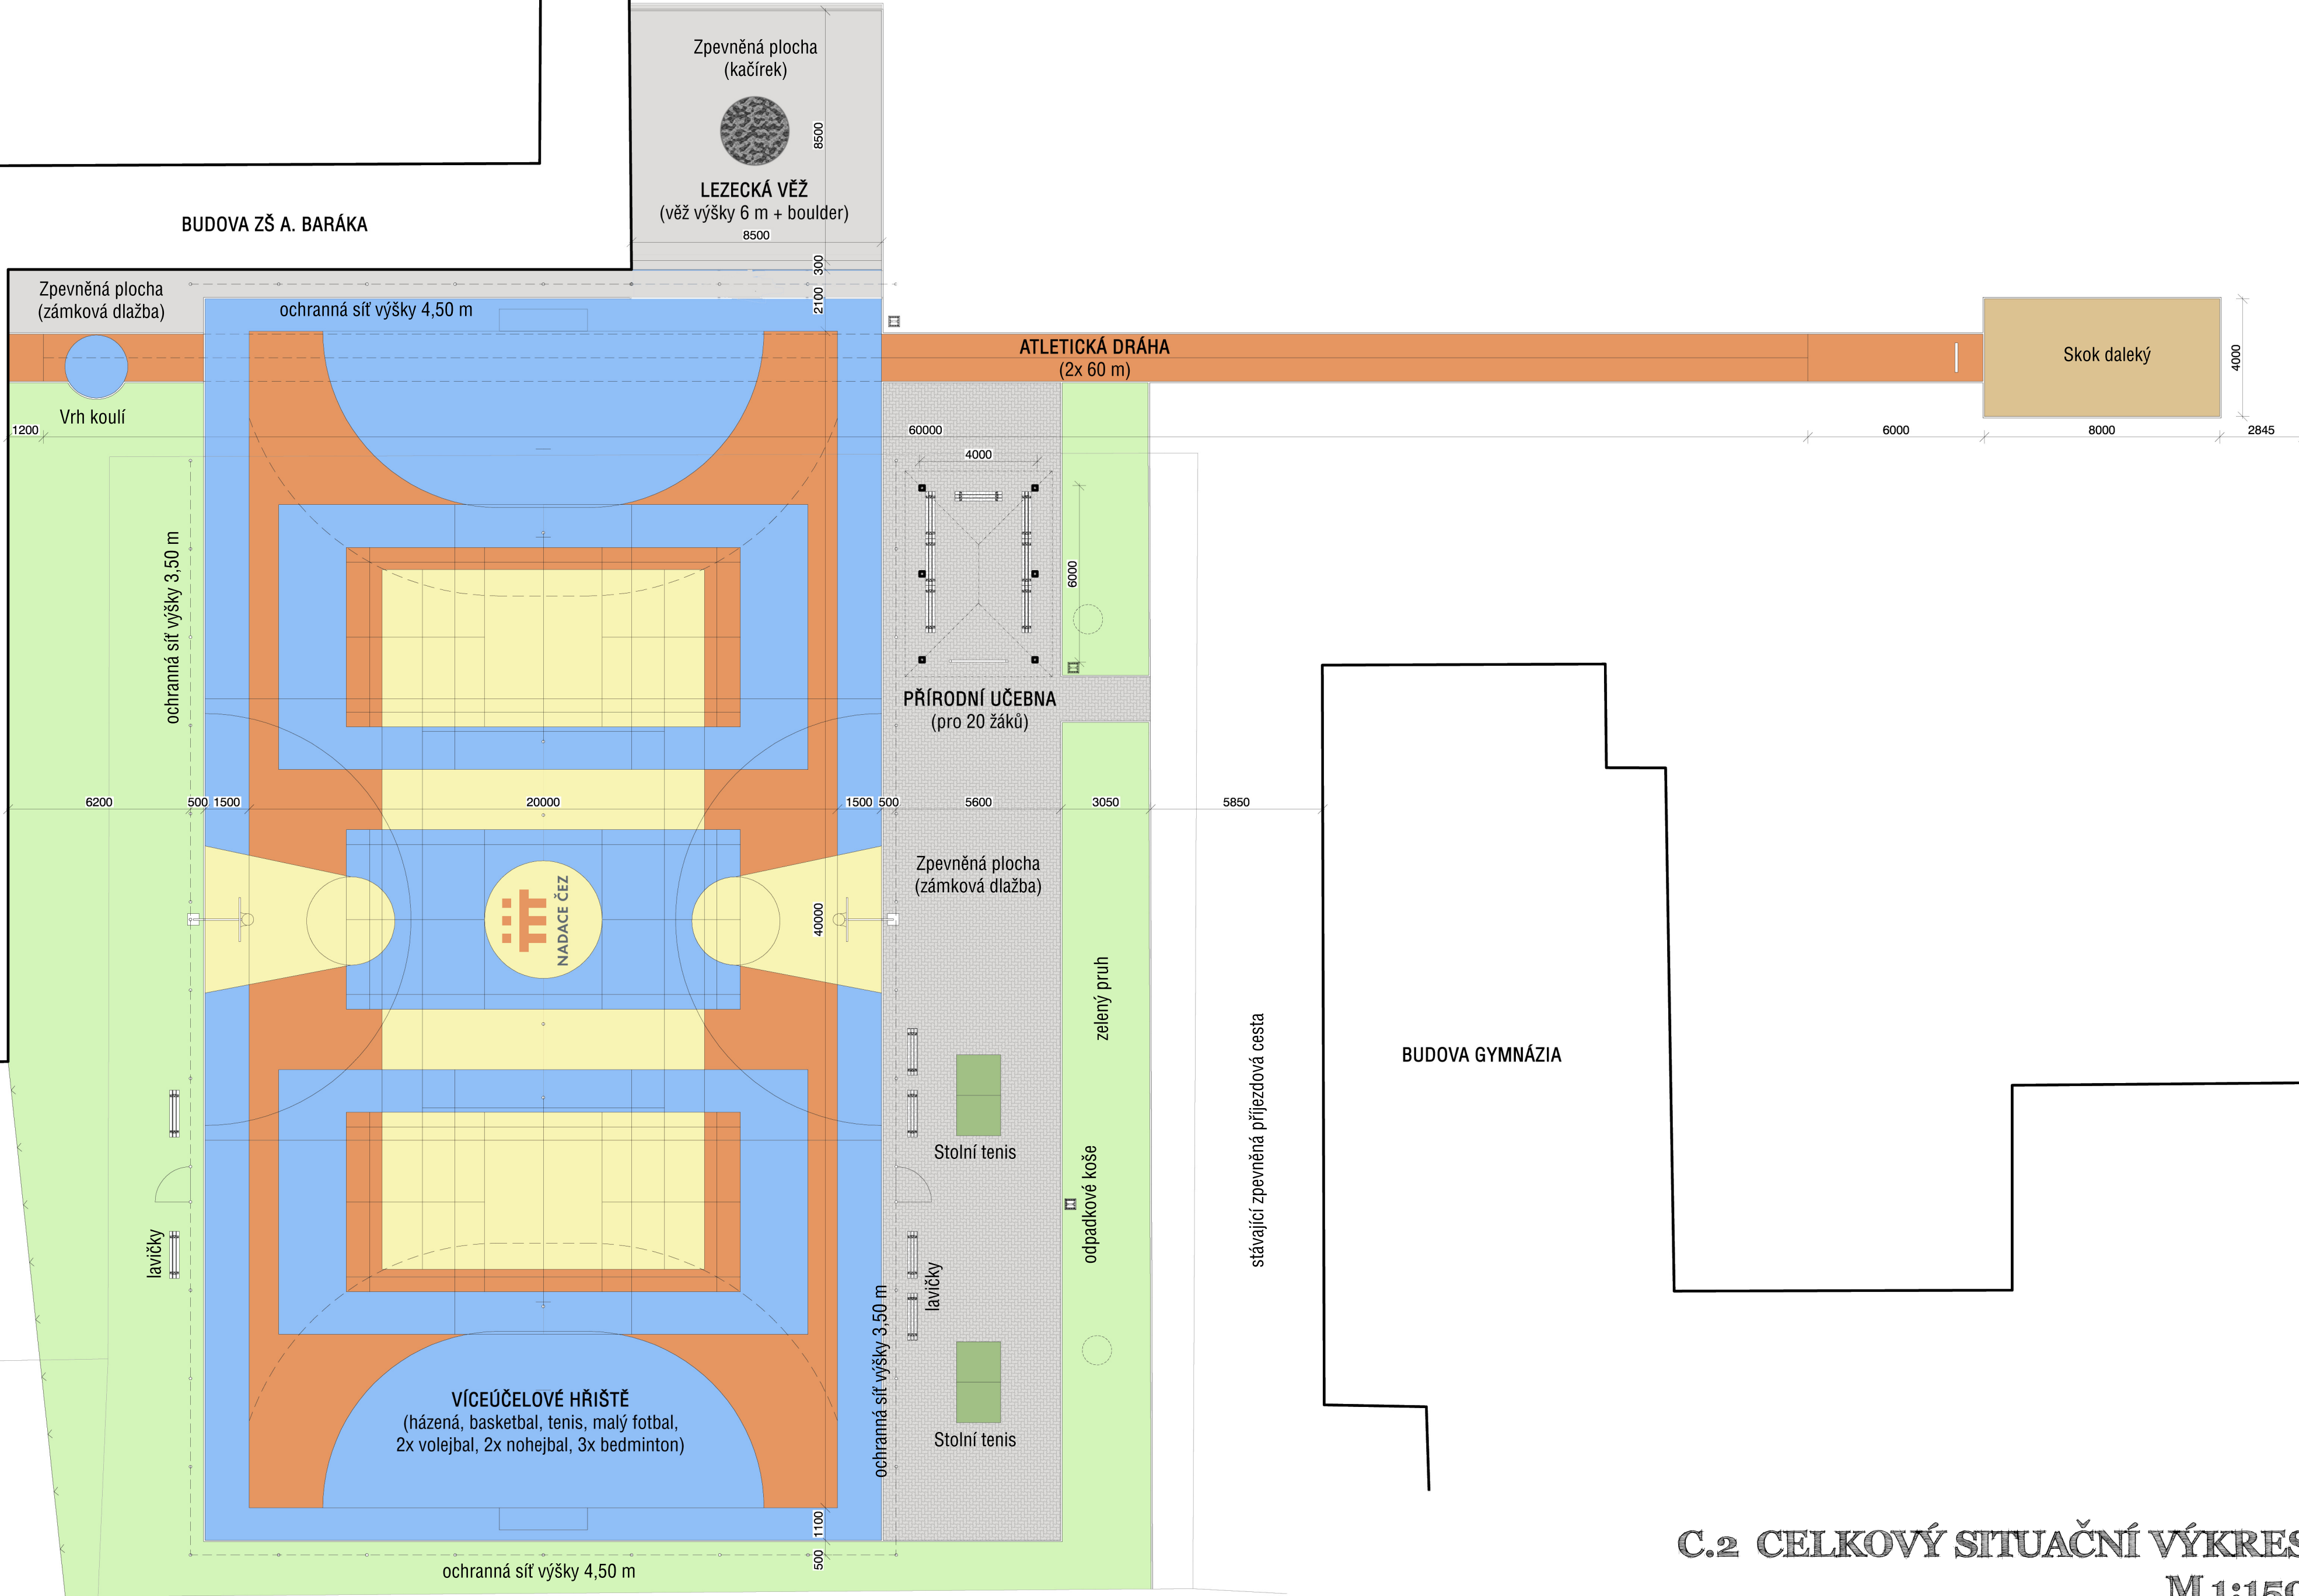 Zpevněná plocha
(kačírek)
8500
LEZECKÁ VĚŽ
(věž výšky 6 m + boulder)
8500
BUDOVA ZŠ A. BARÁKA
300
2100
Zpevněná plocha
(zámková dlažba)
ochranná síť výšky 4,50 m
ATLETICKÁ DRÁHA
(2x 60 m)
Skok daleký
4000
Vrh koulí
1200
60000
6000
8000
2845
4000
6000
ochranná síť výšky 3,50 m
PŘÍRODNÍ UČEBNA
(pro 20 žáků)
6200
500
1500
20000
1500
500
5600
3050
5850
Zpevněná plocha
(zámková dlažba)
40000
NADACE ČEZ
zelený pruh
BUDOVA GYMNÁZIA
stávající zpevněná příjezdová cesta
Stolní tenis
odpadkové koše
lavičky
lavičky
ochranná síť výšky 3,50 m
VÍCEÚČELOVÉ HŘIŠTĚ
(házená, basketbal, tenis, malý fotbal,
2x volejbal, 2x nohejbal, 3x bedminton)
Stolní tenis
1100
500
ochranná síť výšky 4,50 m
C.2 CELKOVÝ SITUAČNÍ VÝKRES
M 1:150